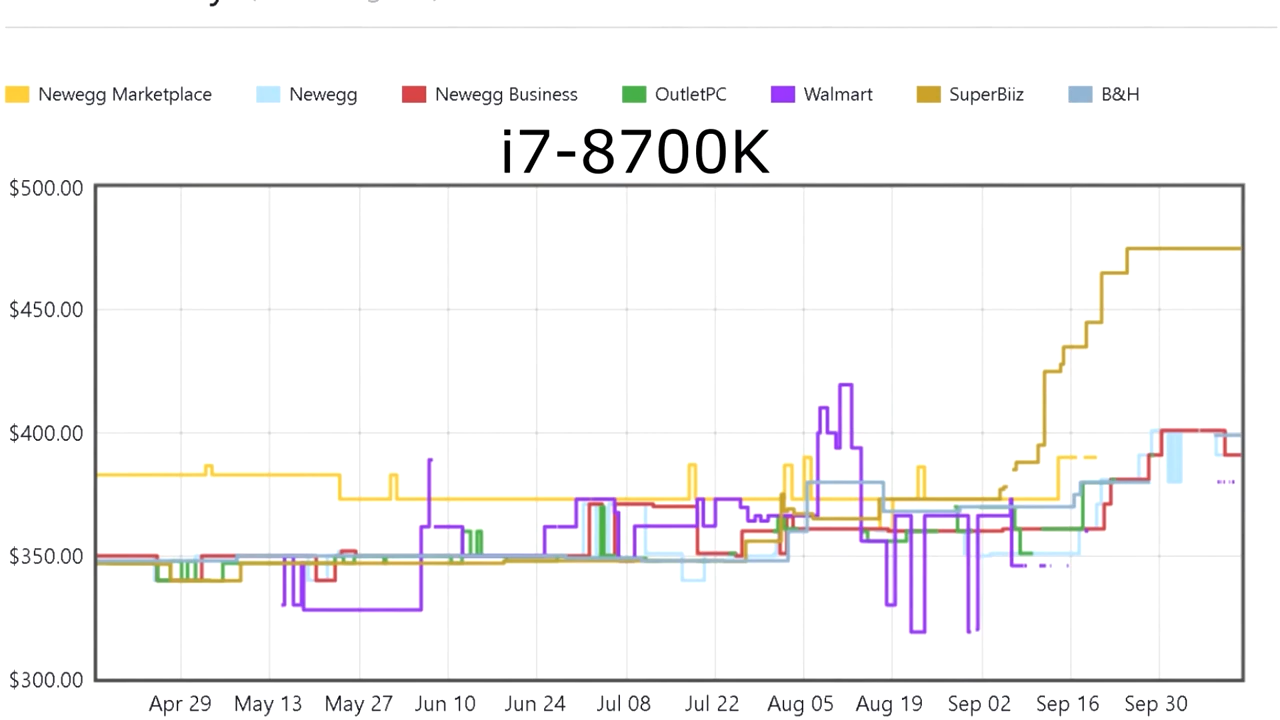 Newegg Marketplace Newegg Newegg Business OutletPC Walmart SuperBiiz B&H
i7-8700K
$500.00
$450.00
$400.00
$350.00
$300.00
Apr 29 May 13 May 27 Jun 10 Jun 24 Jul 08 Jul 22 Aug 05 Aug 19 Sep 02 Sep 16 Sep 30